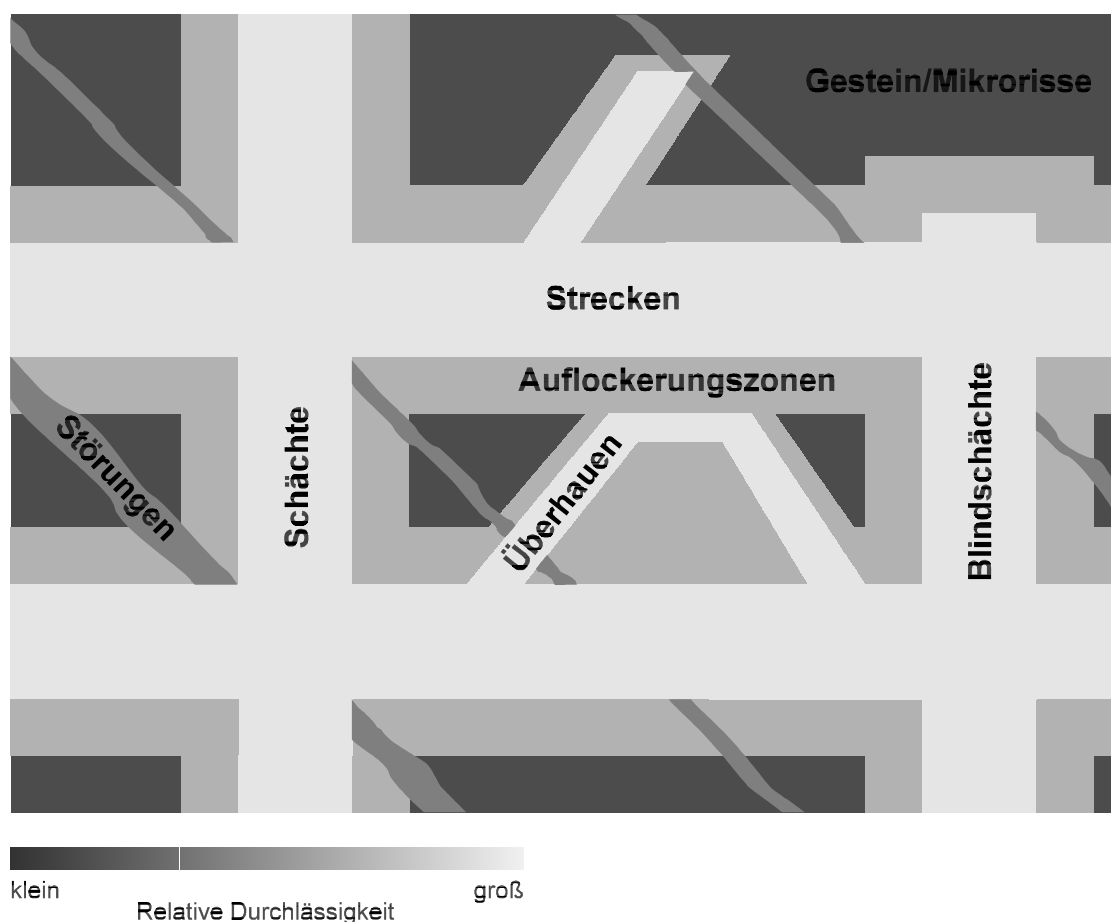 Gestein/Mikrorisse
Strecken
Auflockerungszonen
Störungen
Schächte
Überhauen
Blindschächte
klein
groß
Relative Durchlässigkeit